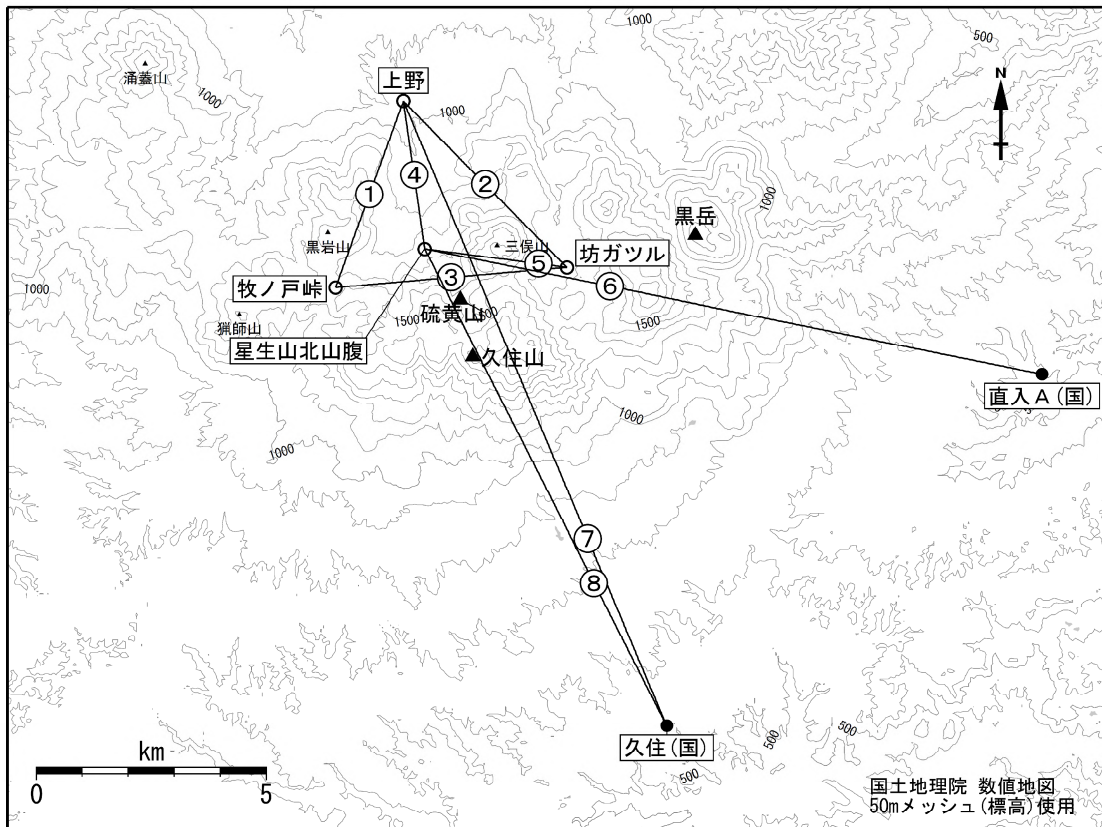 1000
500
涌蓋山
上野
N
1000
1000
④
①
②
1000
黒岳
黒岩山
三俣山
坊ガツル
⑤
③
⑥
牧ノ戸峠
1000
硫黄山
1500
1500
猟師山
星生山北山腹
久住山
直入A(国)
1000
1000
⑦
⑧
久住(国)
500
500
500
km
0
5
国土地理院 数値地図
50mメッシュ(標高)使用